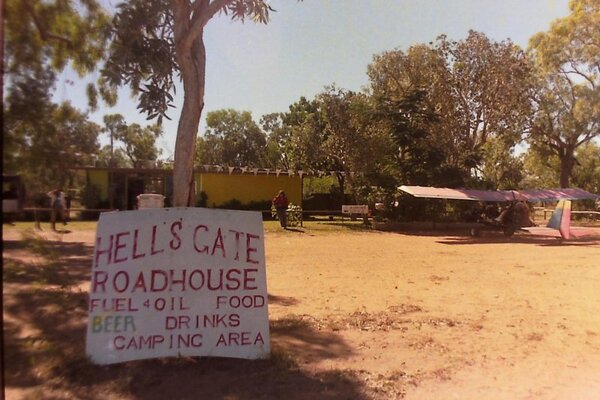 HELL'S GATE
ROADHOUSE
FUEL & OIL FOOD
BEER DRINKS
CAMPING AREA